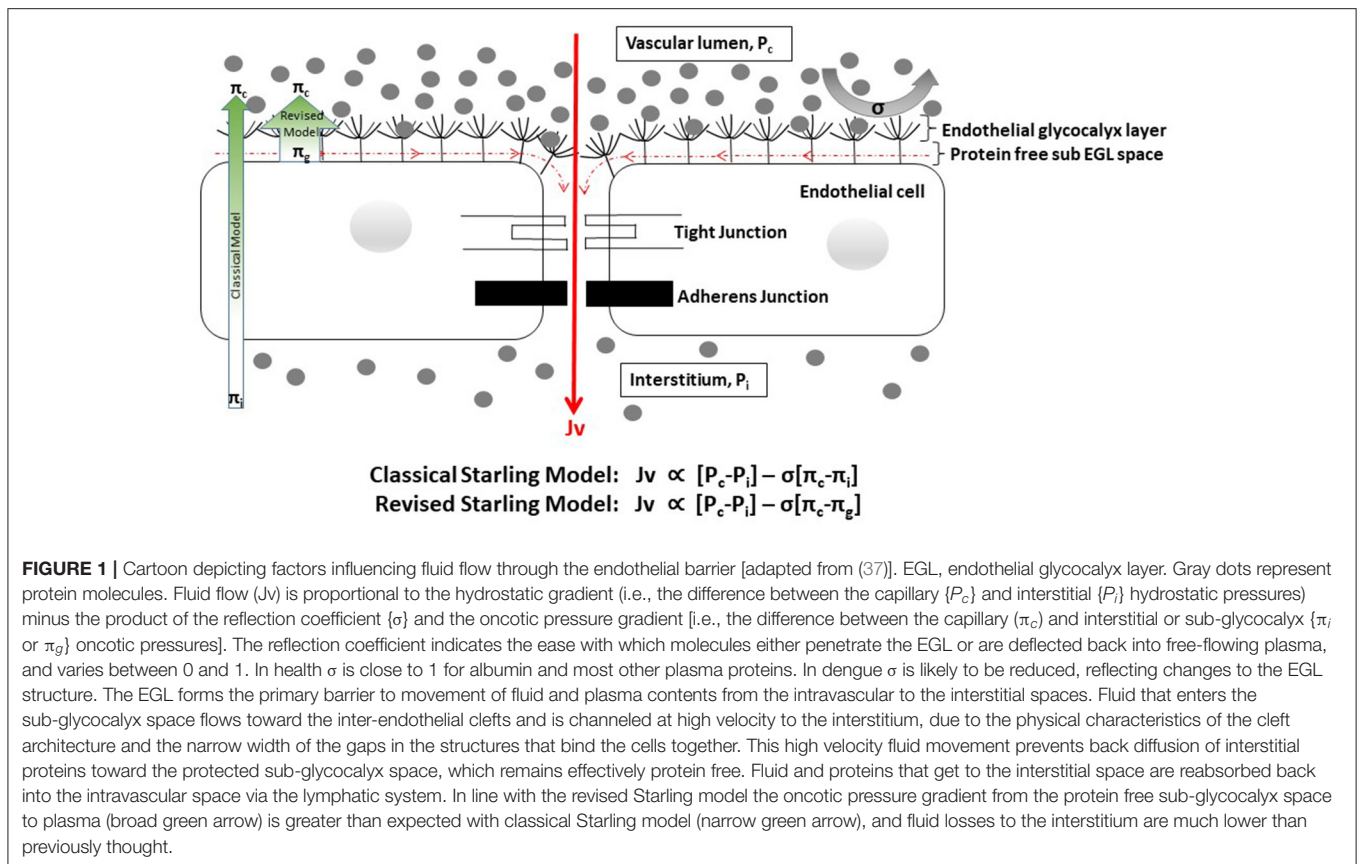 Vascular lumen, Pc
πc
πc
Revised
Model
πg
σ
Endothelial glycocalyx layer
Protein free sub EGL space
Endothelial cell
Classical Model
Tight Junction
Adherens Junction
πi
Interstitium, Pi
Jv
Classical Starling Model: Jv ∝ [Pc-Pi] – σ[πc-πi]
Revised Starling Model: Jv ∝ [Pc-Pi] – σ[πc-πg]
FIGURE 1 | Cartoon depicting factors influencing fluid flow through the endothelial barrier [adapted from (37)]. EGL, endothelial glycocalyx layer. Gray dots represent
protein molecules. Fluid flow (Jv) is proportional to the hydrostatic gradient (i.e., the difference between the capillary {Pc} and interstitial {Pi} hydrostatic pressures)
minus the product of the reflection coefficient {σ} and the oncotic pressure gradient [i.e., the difference between the capillary (πc) and interstitial or sub-glycocalyx {πi
or πg} oncotic pressures]. The reflection coefficient indicates the ease with which molecules either penetrate the EGL or are deflected back into free-flowing plasma,
and varies between 0 and 1. In health σ is close to 1 for albumin and most other plasma proteins. In dengue σ is likely to be reduced, reflecting changes to the EGL
structure. The EGL forms the primary barrier to movement of fluid and plasma contents from the intravascular to the interstitial spaces. Fluid that enters the
sub-glycocalyx space flows toward the inter-endothelial clefts and is channeled at high velocity to the interstitium, due to the physical characteristics of the cleft
architecture and the narrow width of the gaps in the structures that bind the cells together. This high velocity fluid movement prevents back diffusion of interstitial
proteins toward the protected sub-glycocalyx space, which remains effectively protein free. Fluid and proteins that get to the interstitial space are reabsorbed back
into the intravascular space via the lymphatic system. In line with the revised Starling model the oncotic pressure gradient from the protein free sub-glycocalyx space
to plasma (broad green arrow) is greater than expected with classical Starling model (narrow green arrow), and fluid losses to the interstitium are much lower than
previously thought.